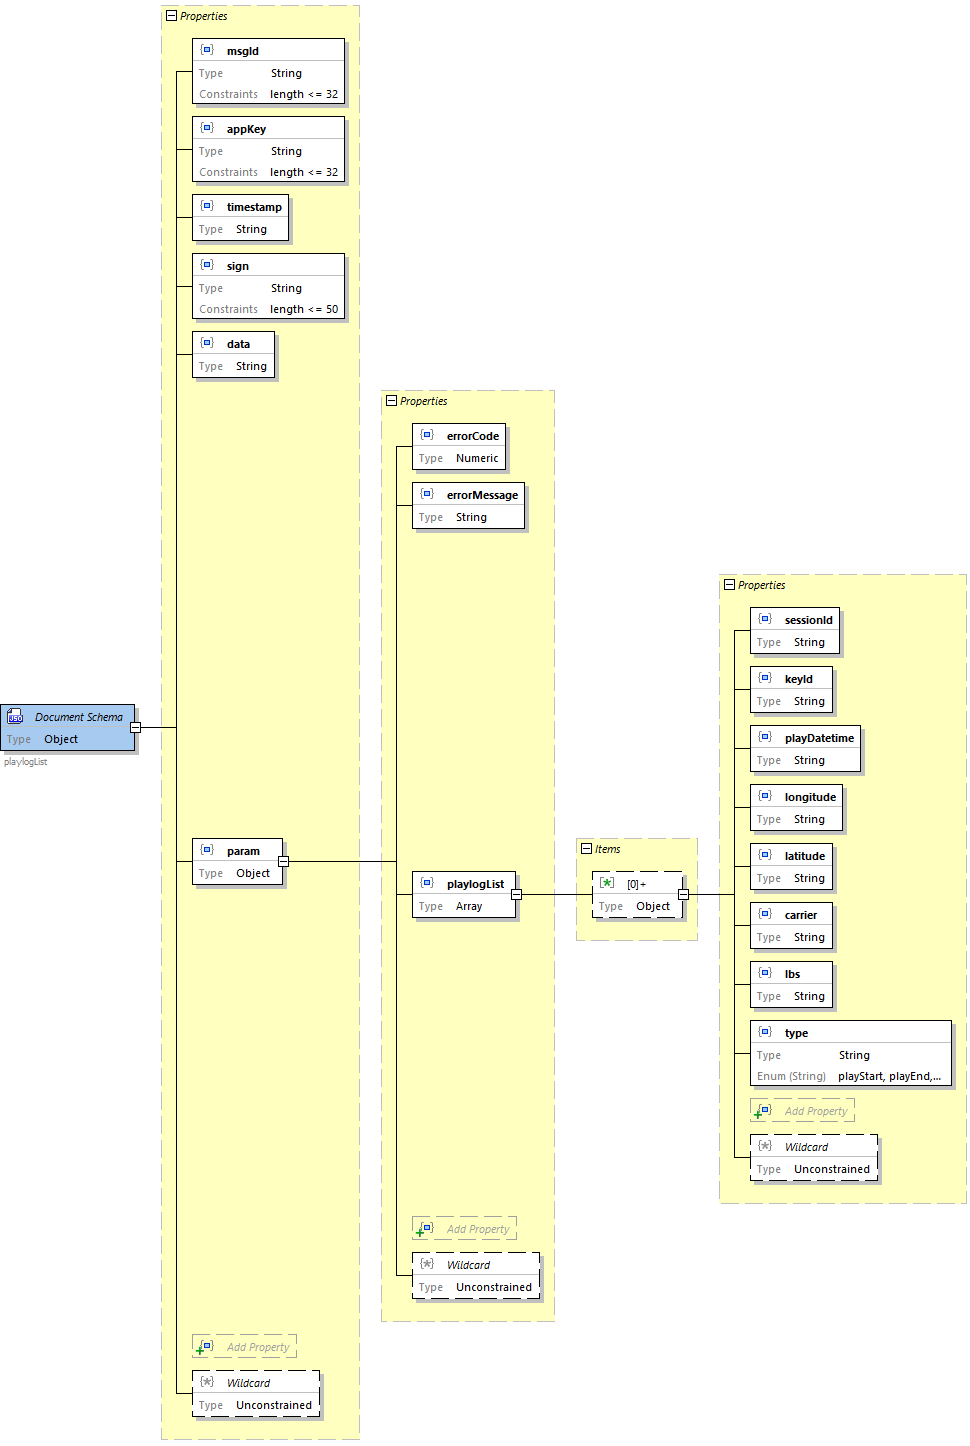 Properties
msgId
Type String
Constraints length <= 32
appKey
Type String
Constraints length <= 32
timestamp
Type String
sign
Type String
Constraints length <= 50
data
Type String
Properties
errorCode
Type Numeric
errorMessage
Type String
Properties
sessionId
Type String
keyId
Type String
Document Schema
Type Object
playlogList
playDatetime
Type String
longitude
Type String
param
Type Object
playlogList
Type Array
Items
[0]+
Type Object
latitude
Type String
carrier
Type String
lbs
Type String
type
Type String
Enum (String) playStart, playEnd,...
Add Property
Wildcard
Type Unconstrained
Add Property
Wildcard
Type Unconstrained
Add Property
Wildcard
Type Unconstrained